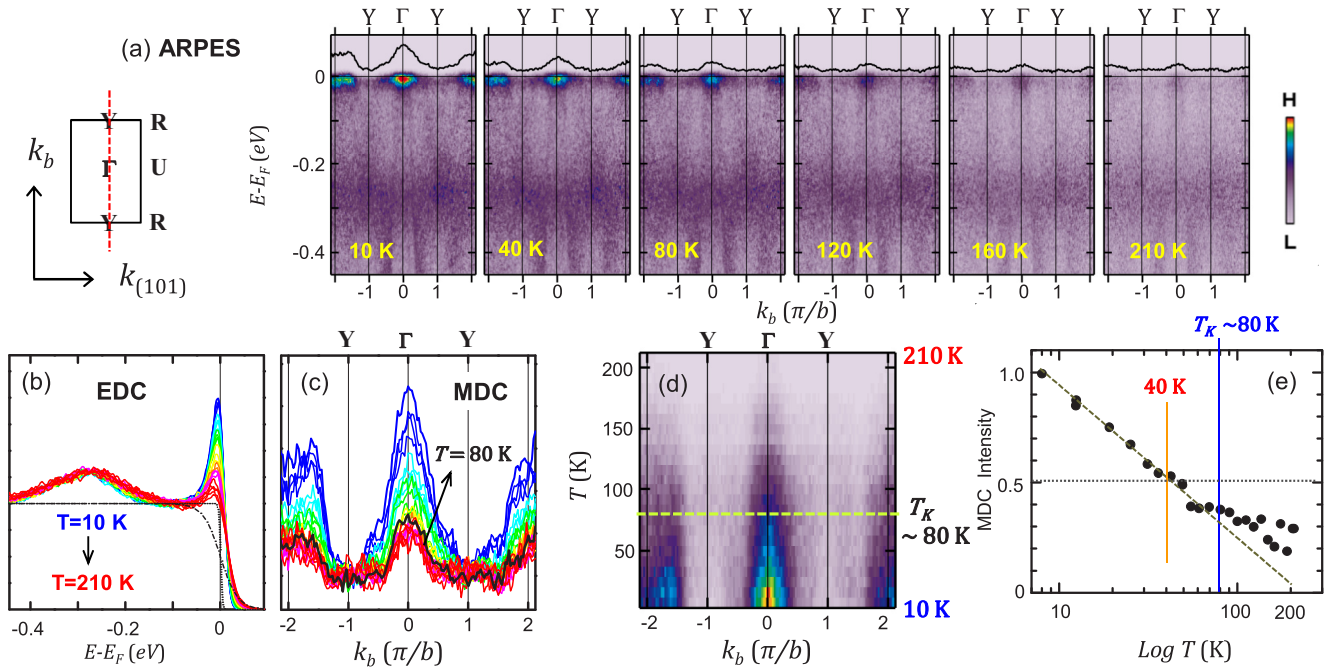 Y Γ Y Y Γ Y Y Γ Y Y Γ Y Y Γ Y Y Γ Y
(a) ARPES
Y R
k_b Γ U
Y R
k_(101)
E-E_F (eV)
0
-0.2
-0.4
10 K 40 K 80 K 120 K 160 K 210 K
-1 0 1 -1 0 1 -1 0 1 -1 0 1 -1 0 1 -1 0 1
k_b (π/b)
H
L
(b) EDC
T=10 K
T=210 K
-0.4 -0.2 0
E-E_F (eV)
Y Γ Y
(c) MDC
T=80 K
-2 -1 0 1 2
k_b (π/b)
Y Γ Y
(d)
210 K
T (K)
200
150
100
50
T_K
~80 K
10 K
-2 -1 0 1 2
k_b (π/b)
T_K ~80 K
(e)
40 K
MDC Intensity
1.0
0.5
0
10 100 200
Log T (K)